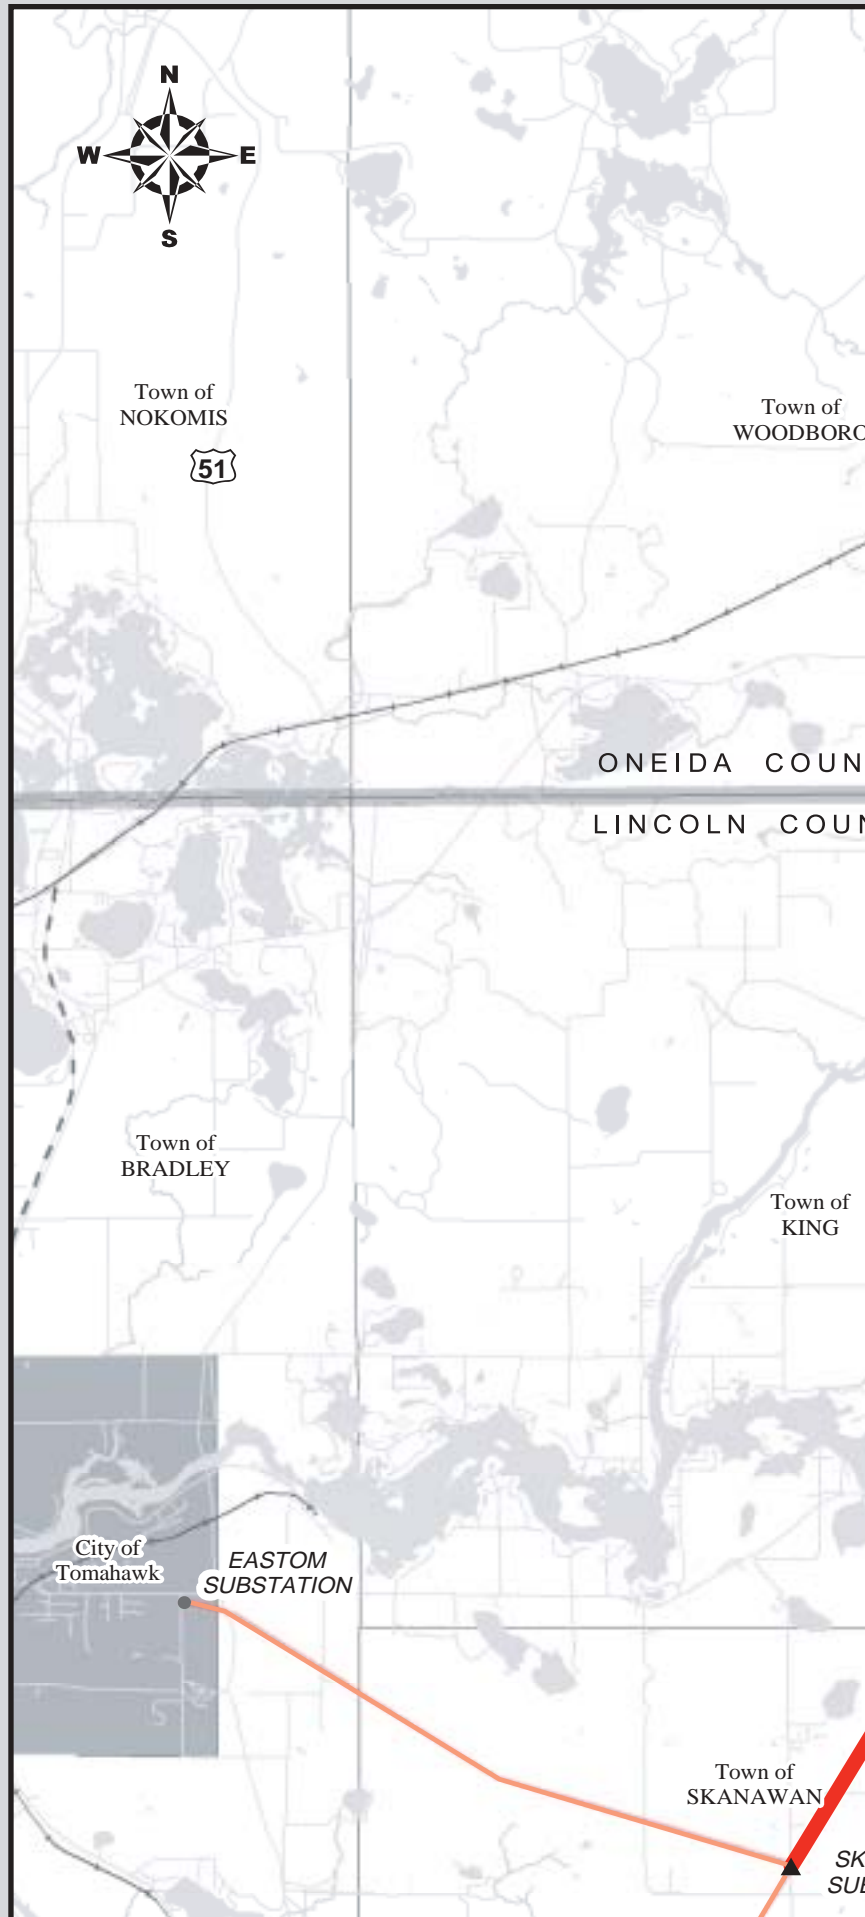 N
W E
S
Town of
NOKOMIS
51
Town of
WOODBORO
ONEIDA COUN
LINCOLN COUN
Town of
BRADLEY
Town of
KING
City of
Tomahawk
EASTOM
SUBSTATION
Town of
SKANAWAN
SK
SUB